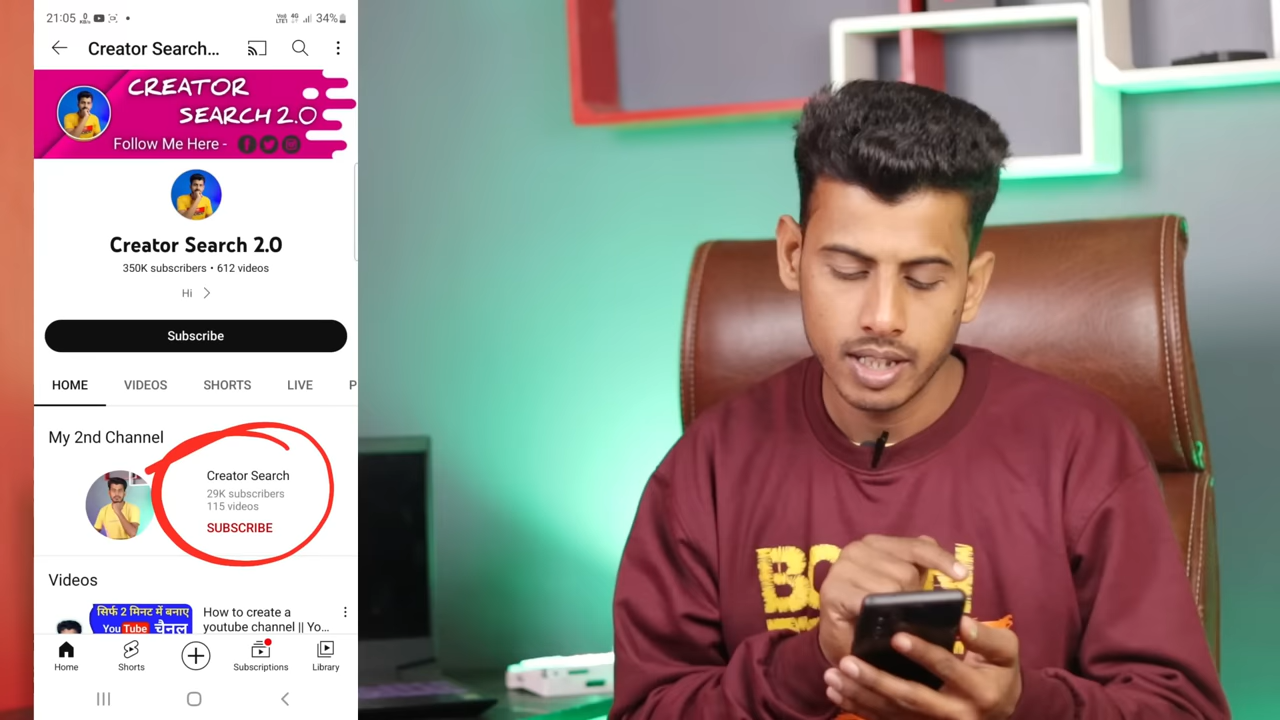 21:05
34%
Creator Search...
CREATOR
SEARCH 2.0
Follow Me Here -
Creator Search 2.0
350K subscribers • 612 videos
Hi
Subscribe
HOME VIDEOS SHORTS LIVE P
My 2nd Channel
Creator Search
29K subscribers
115 videos
SUBSCRIBE
Videos
सिर्फ 2 मिनट में बनाए
YouTube चैनल
How to create a
youtube channel || Yo...
Home Shorts Subscriptions Library